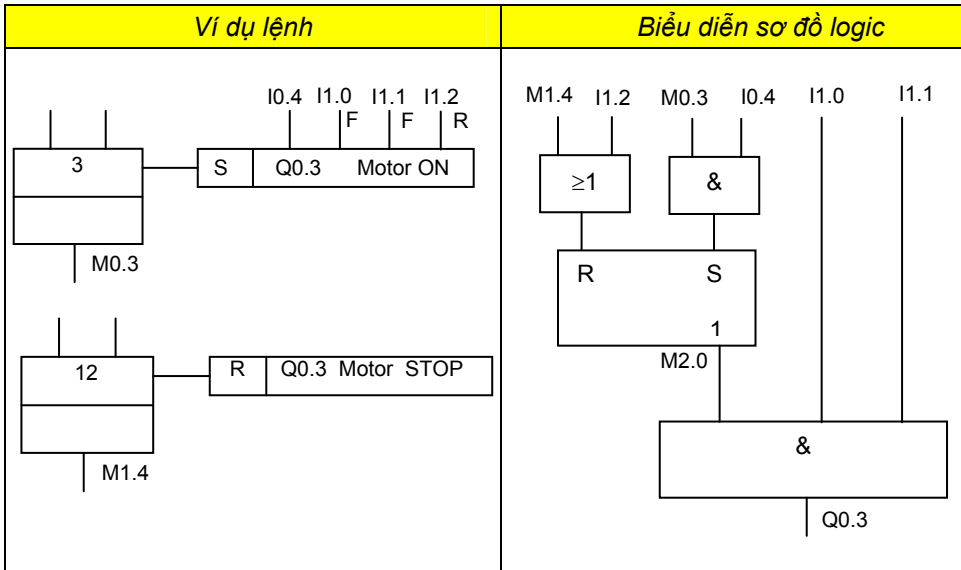 Ví dụ lệnh
Biểu diễn sơ đồ logic
I0.4 I1.0 I1.1 I1.2
F F R
3
S Q0.3 Motor ON
M0.3
12
R Q0.3 Motor STOP
M1.4
M1.4 I1.2 M0.3 I0.4 I1.0 I1.1
≥1 &
R S
1
M2.0
&
Q0.3